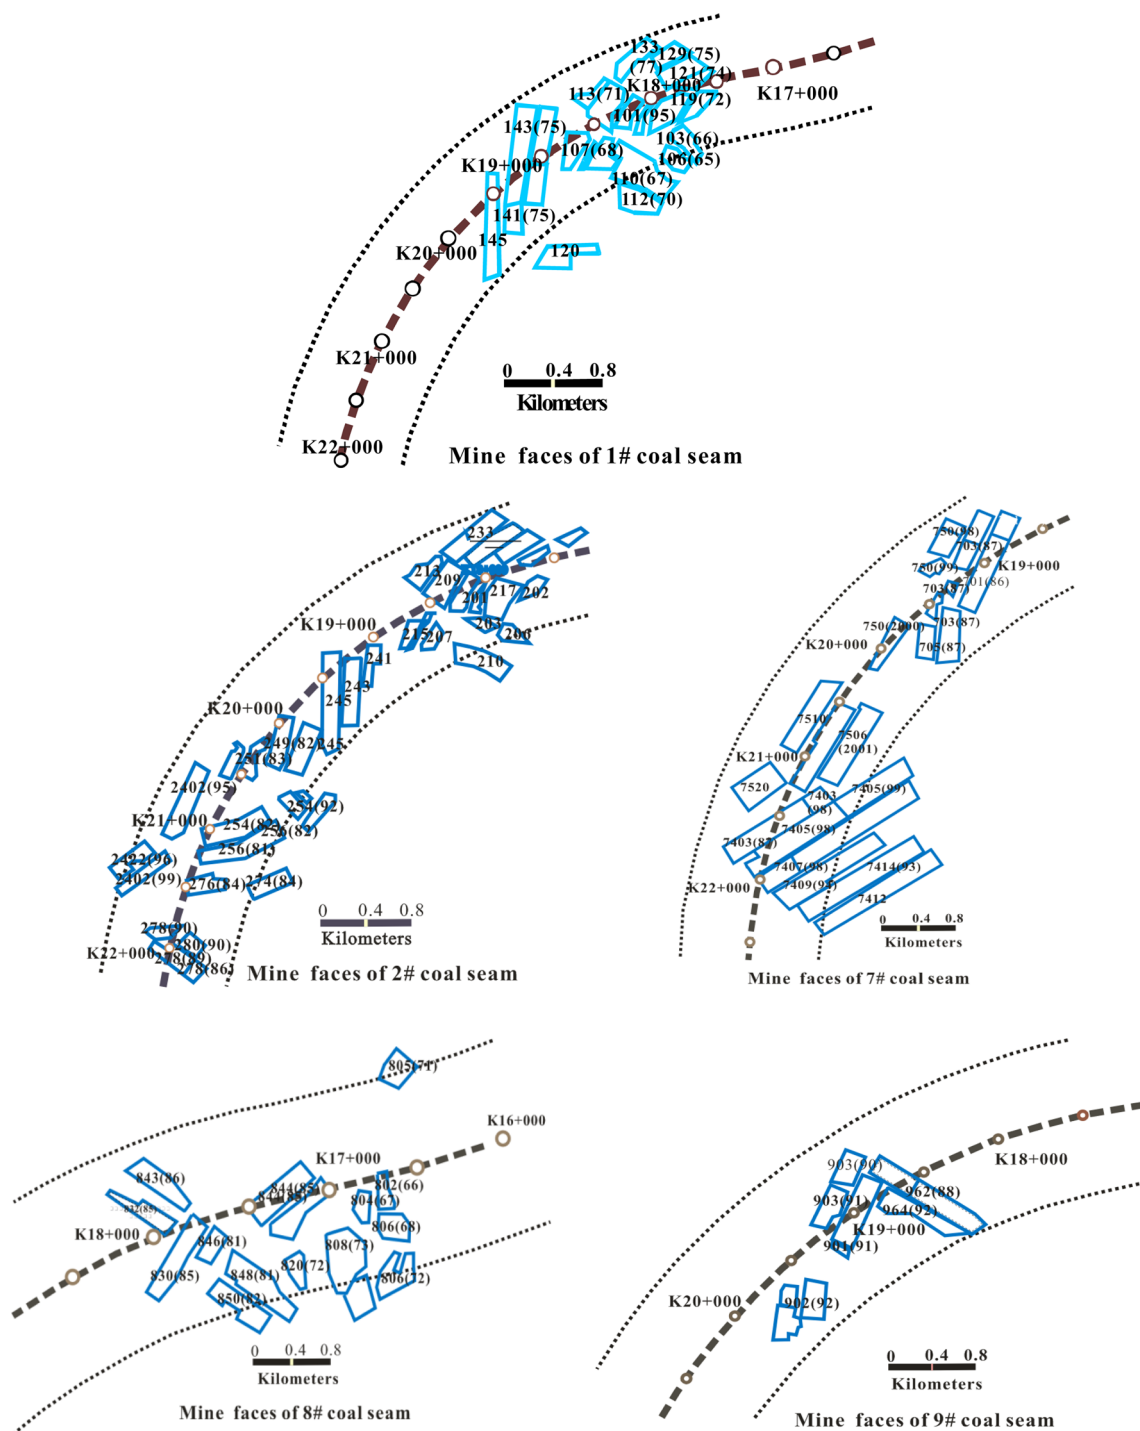 133
(77)
129(75)
121(74)
K18+000
K17+000
113(71)
119(72)
101(95)
143(75)
103(66)
107(68)
106(65)
K19+000
110(67)
112(70)
141(75)
145
K20+000
120
K21+000
0 0.4 0.8
Kilometers
K22+000
Mine faces of 1# coal seam
233
213
209
201
217
202
K19+000
215
207
203
206
241
210
243
245
K20+000
249(82)
245
251(83)
2402(95)
254(92)
K21+000
254(82)
256(82)
256(81)
2422(96)
2402(99)
276(84)
274(84)
278(90)
280(90)
K22+000
278(89)
278(86)
0 0.4 0.8
Kilometers
Mine faces of 2# coal seam
750(98)
703(87)
K19+000
750(99)
701(86)
703(87)
703(87)
750(2000)
K20+000
705(87)
7510
7506
(2001)
K21+000
7520
7403
(98)
7405(99)
7405(98)
7403(87)
7407(98)
7414(93)
K22+000
7412
0 0.4 0.8
Kilometers
Mine faces of 7# coal seam
805(71)
K16+000
K17+000
843(86)
844(85)
802(66)
804(67)
832(85)
K18+000
806(68)
846(81)
808(73)
830(85)
848(81)
820(72)
806(72)
850(82)
0 0.4 0.8
Kilometers
Mine faces of 8# coal seam
K18+000
903(90)
962(88)
903(91)
964(92)
K19+000
901(91)
K20+000
902(92)
0 0.4 0.8
Kilometers
Mine faces of 9# coal seam